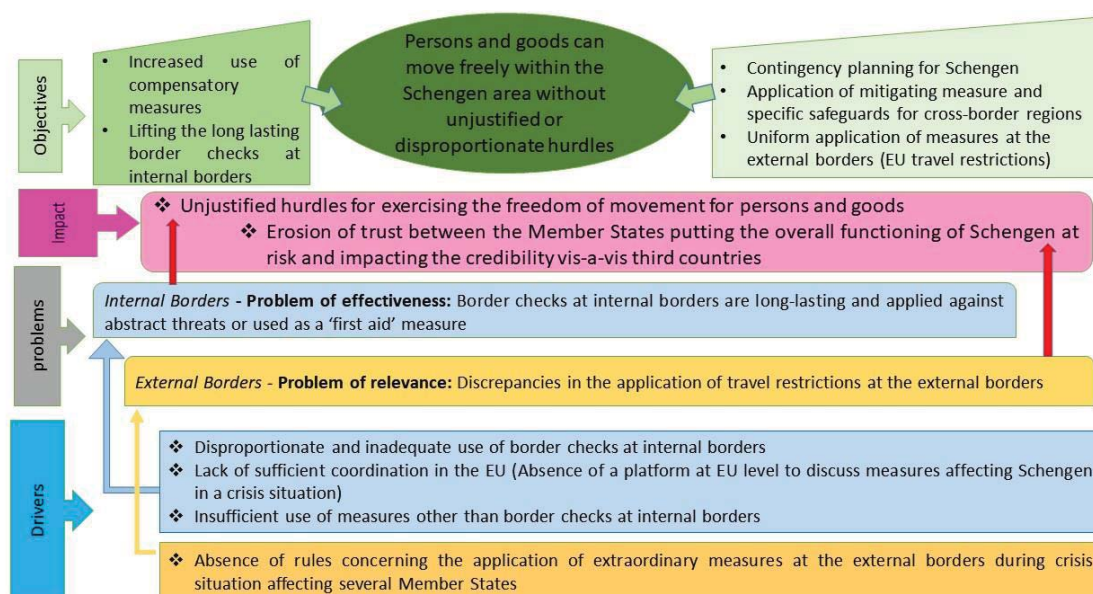 Objectives
• Increased use of
compensatory
measures
• Lifting the long lasting
border checks at
internal borders
Persons and goods can
move freely within the
Schengen area without
unjustified or
disproportionate hurdles
• Contingency planning for Schengen
• Application of mitigating measure and
specific safeguards for cross-border regions
• Uniform application of measures at the
external borders (EU travel restrictions)
Impact
❖ Unjustified hurdles for exercising the freedom of movement for persons and goods
❖ Erosion of trust between the Member States putting the overall functioning of Schengen at
risk and impacting the credibility vis-a-vis third countries
problems
Internal Borders - Problem of effectiveness: Border checks at internal borders are long-lasting and applied against
abstract threats or used as a ‘first aid’ measure
External Borders - Problem of relevance: Discrepancies in the application of travel restrictions at the external borders
Drivers
❖ Disproportionate and inadequate use of border checks at internal borders
❖ Lack of sufficient coordination in the EU (Absence of a platform at EU level to discuss measures affecting Schengen
in a crisis situation)
❖ Insufficient use of measures other than border checks at internal borders
❖ Absence of rules concerning the application of extraordinary measures at the external borders during crisis
situation affecting several Member States